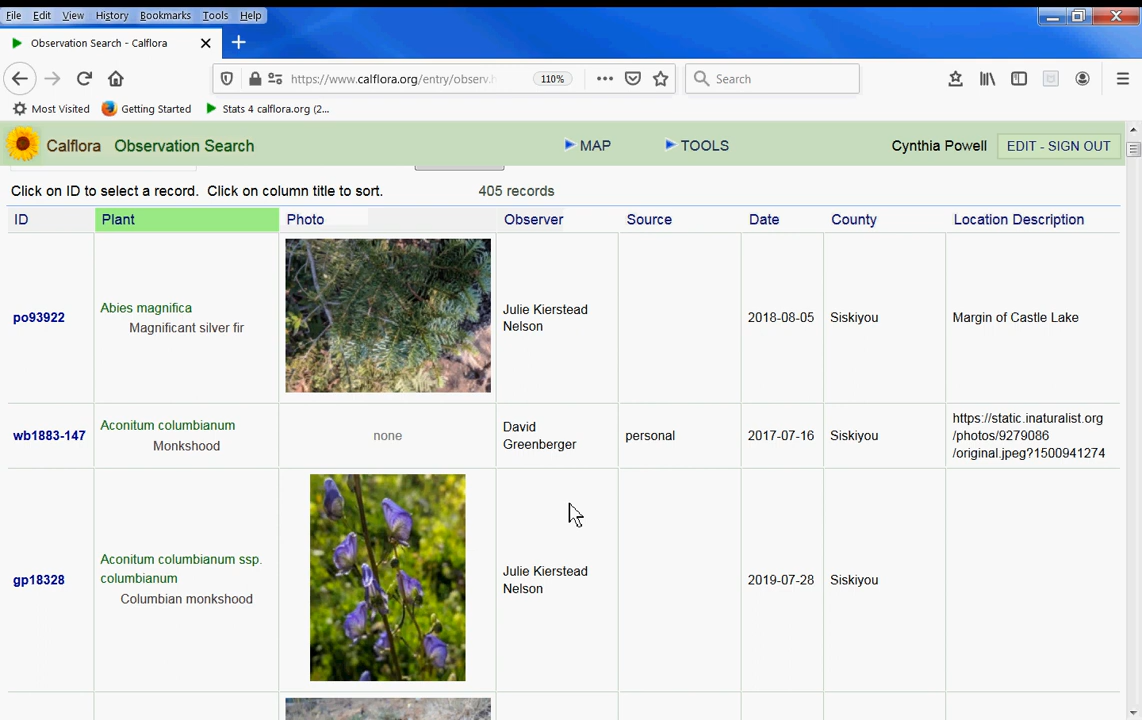 File Edit View History Bookmarks Tools Help
Observation Search - Calflora
https://www.calflora.org/entry/observ
110%
Search
Most Visited Getting Started Stats 4 calflora.org (2...
Calflora Observation Search MAP TOOLS Cynthia Powell EDIT - SIGN OUT
Click on ID to select a record. Click on column title to sort. 405 records
ID Plant Photo Observer Source Date County Location Description
po93922
Abies magnifica
Magnificant silver fir
Julie Kierstead
Nelson
2018-08-05
Siskiyou
Margin of Castle Lake
wb1883-147
Aconitum columbianum
Monkshood
none
David
Greenberger
personal
2017-07-16
Siskiyou
https://static.inaturalist.org
/photos/9279086
/original.jpeg?1500941274
gp18328
Aconitum columbianum ssp.
columbianum
Columbian monkshood
Julie Kierstead
Nelson
2019-07-28
Siskiyou